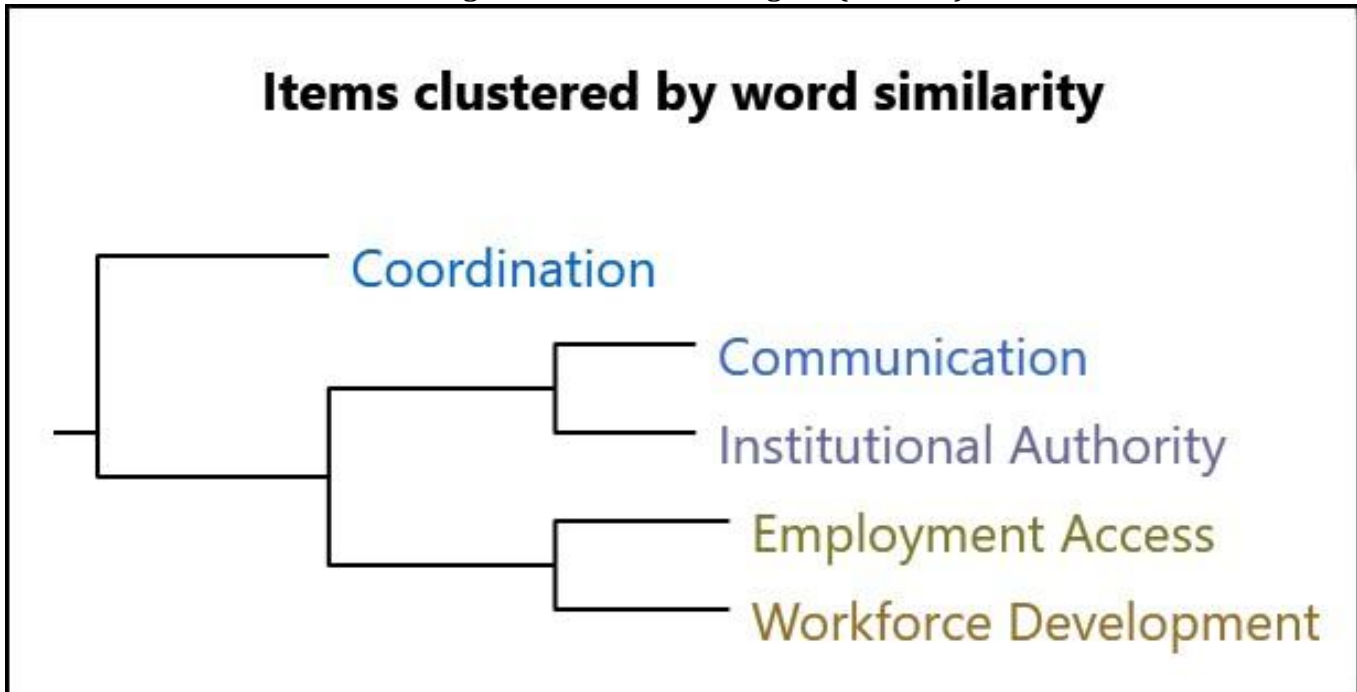 Items clustered by word similarity
Coordination
Communication
Institutional Authority
Employment Access
Workforce Development